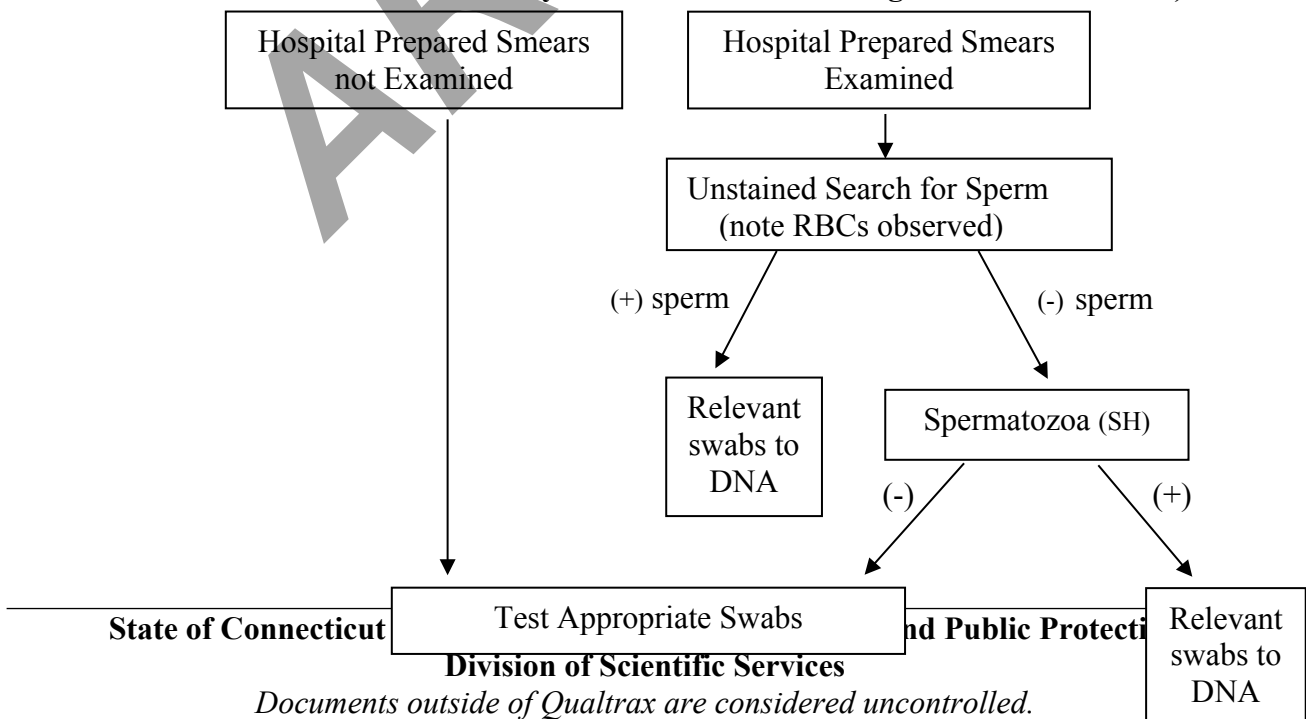 Hospital Prepared Smears
not Examined
Hospital Prepared Smears
Examined
Unstained Search for Sperm
(note RBCs observed)
(+) sperm
(-) sperm
Relevant
swabs to
DNA
Spermatozoa (SH)
(-)
(+)
Test Appropriate Swabs
Relevant
swabs to
DNA
State of Connecticut
nd Public Protecti
Division of Scientific Services
Documents outside of Qualtrax are considered uncontrolled.